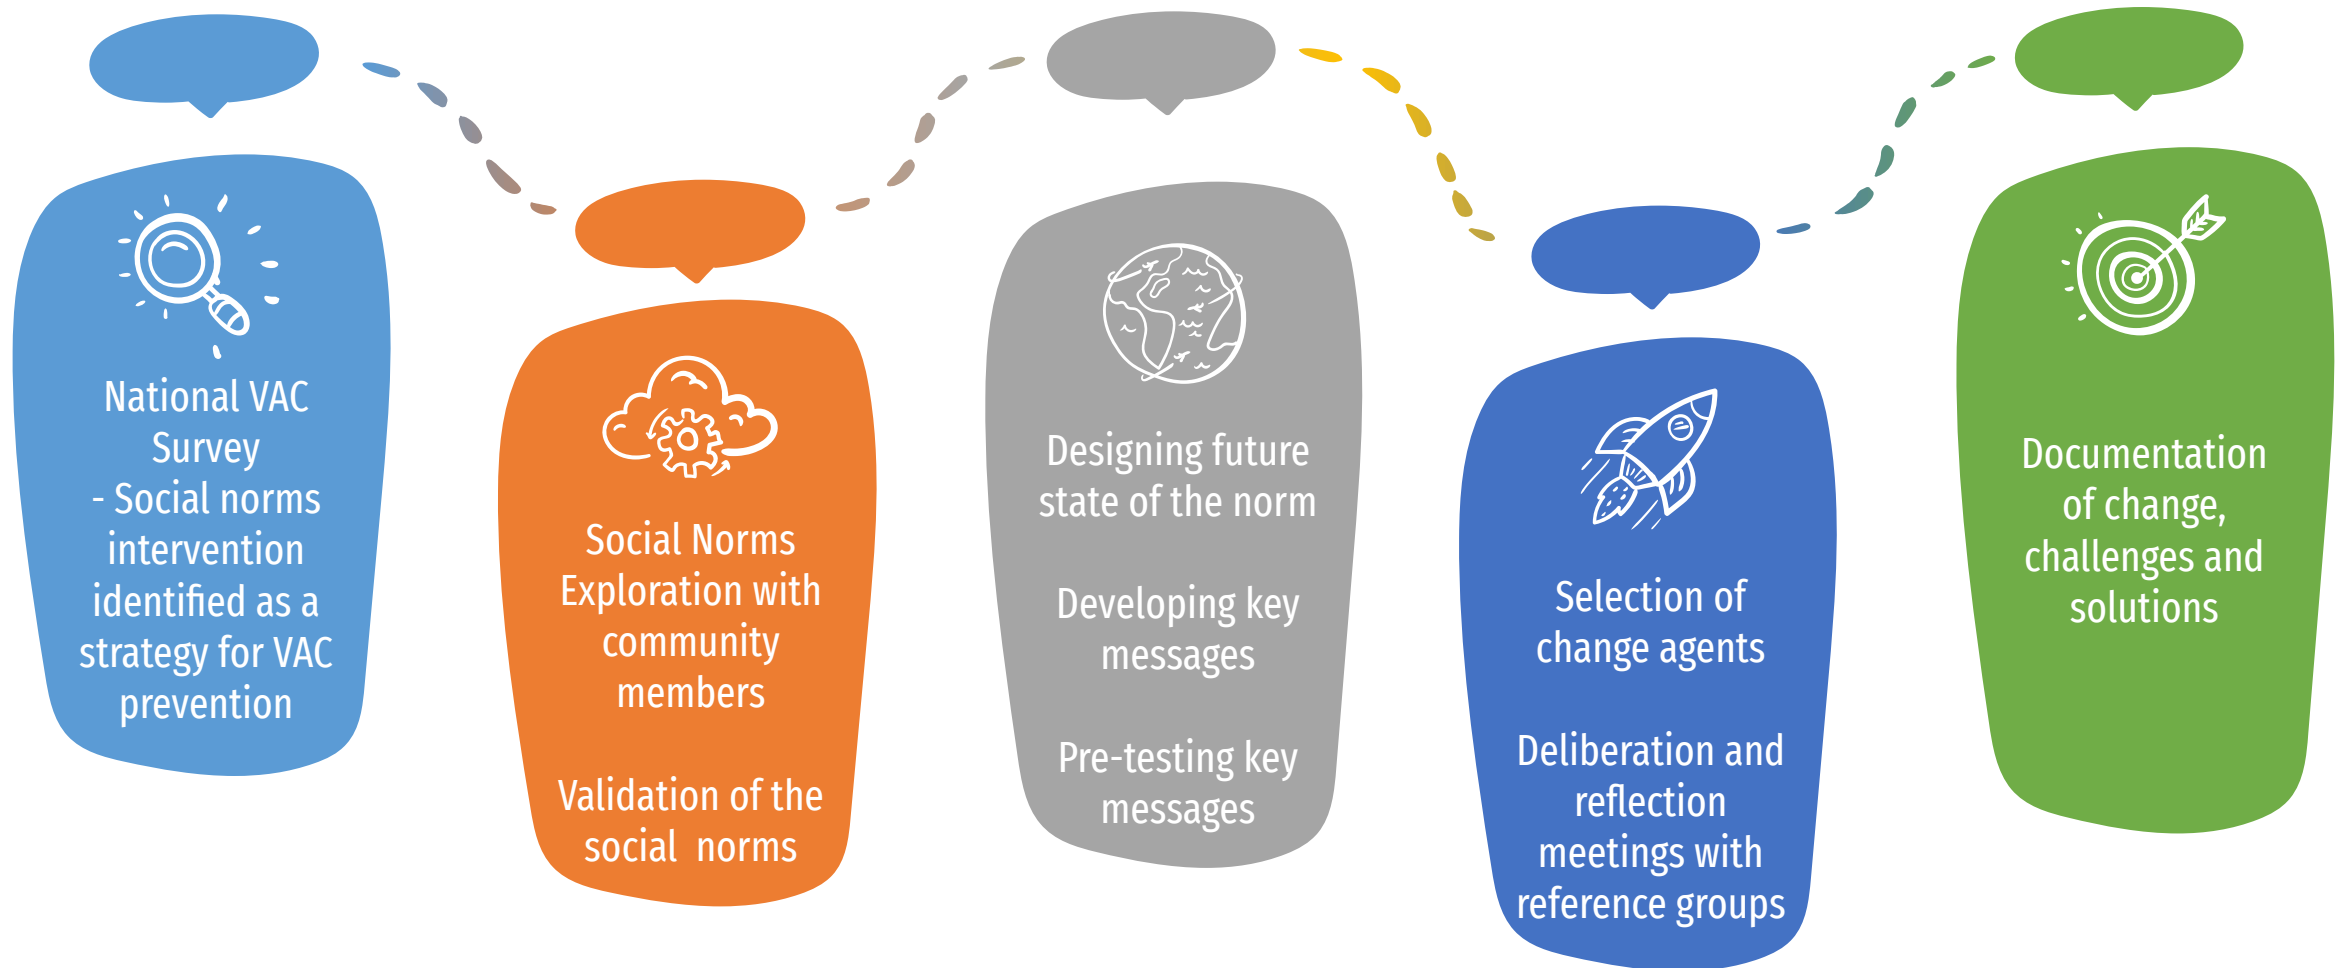 National VAC
Survey
- Social norms
intervention
identified as a
strategy for VAC
prevention
Social Norms
Exploration with
community
members
Validation of the
social  norms
Designing future
state of the norm
Developing key
messages
Pre-testing key
messages
Selection of
change agents
Deliberation and
reflection
meetings with
reference groups
Documentation
of change,
challenges and
solutions